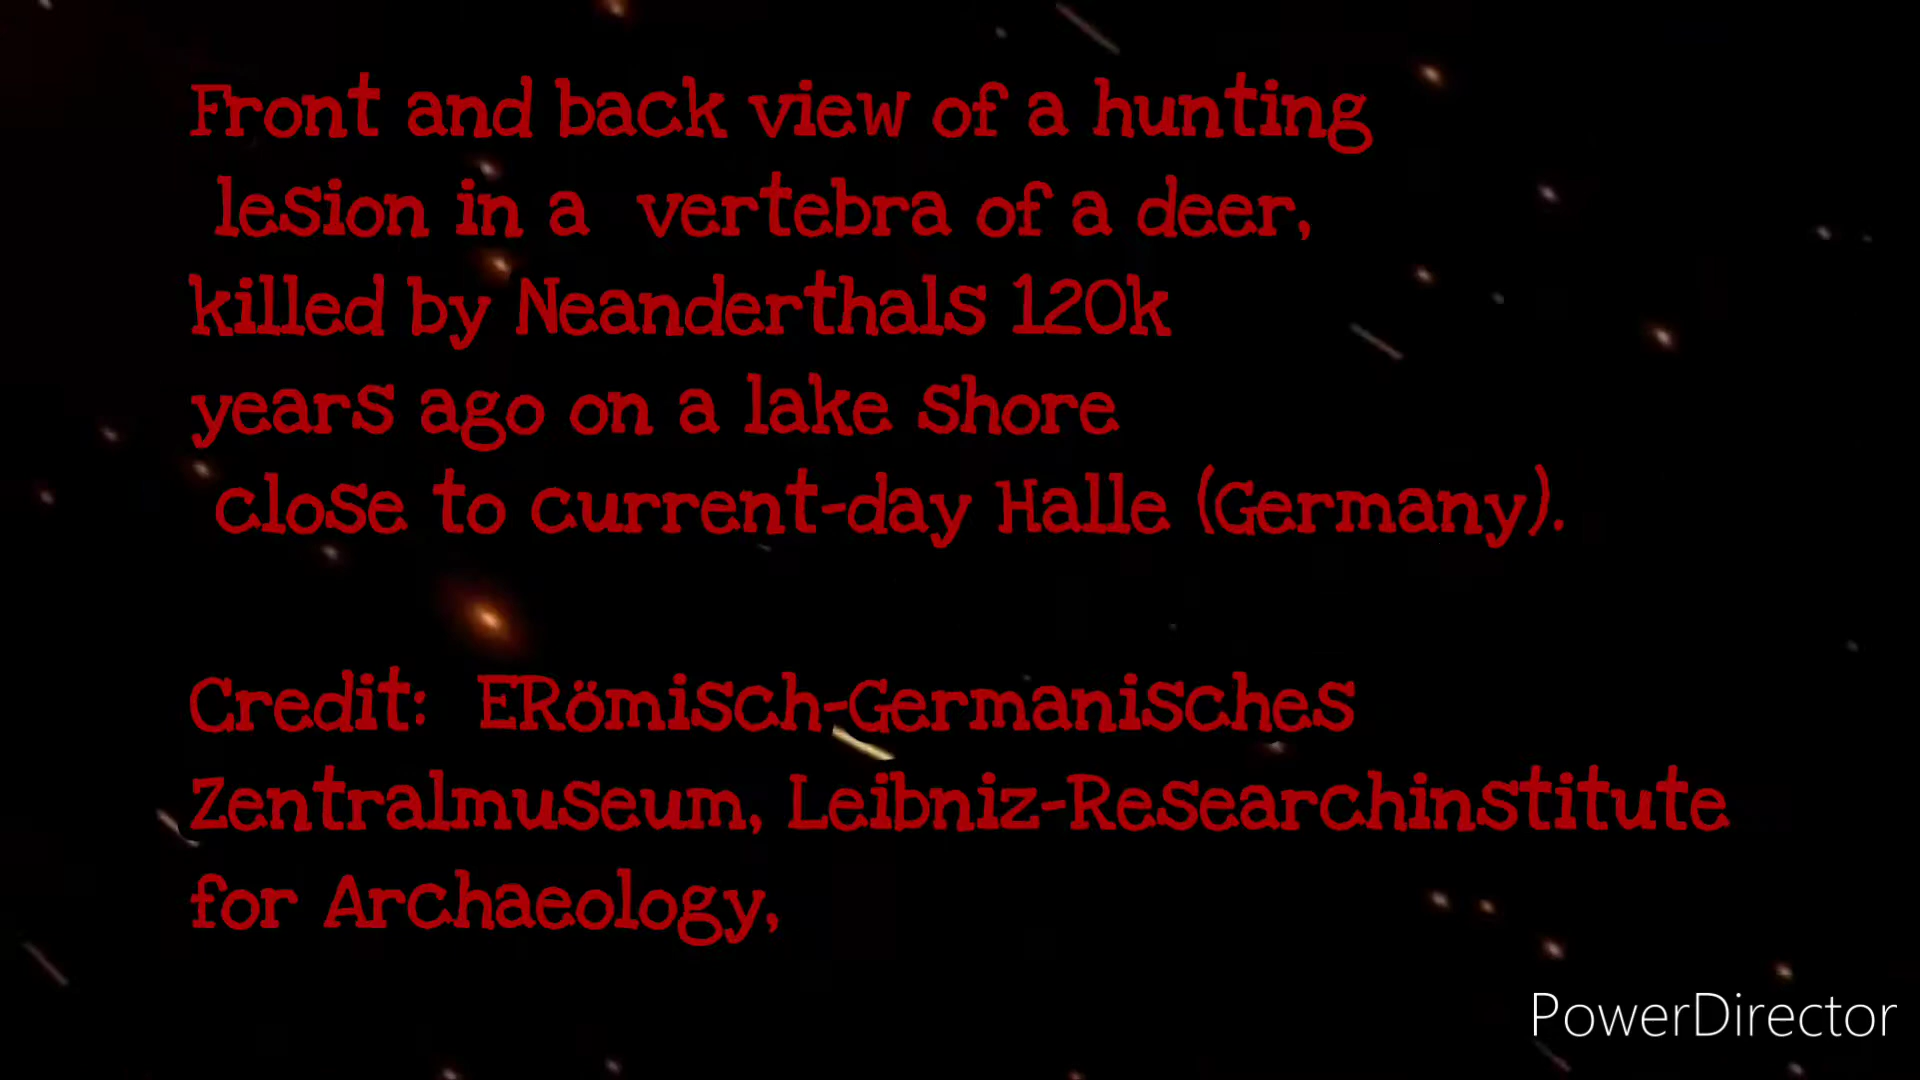 Front and back view of a hunting
lesion in a vertebra of a deer,
killed by Neanderthals 120k
years ago on a lake shore
close to current-day Halle (Germany).
Credit: ERömisch-Germanisches
Zentralmuseum, Leibniz-Researchinstitute
for Archaeology,
PowerDirector